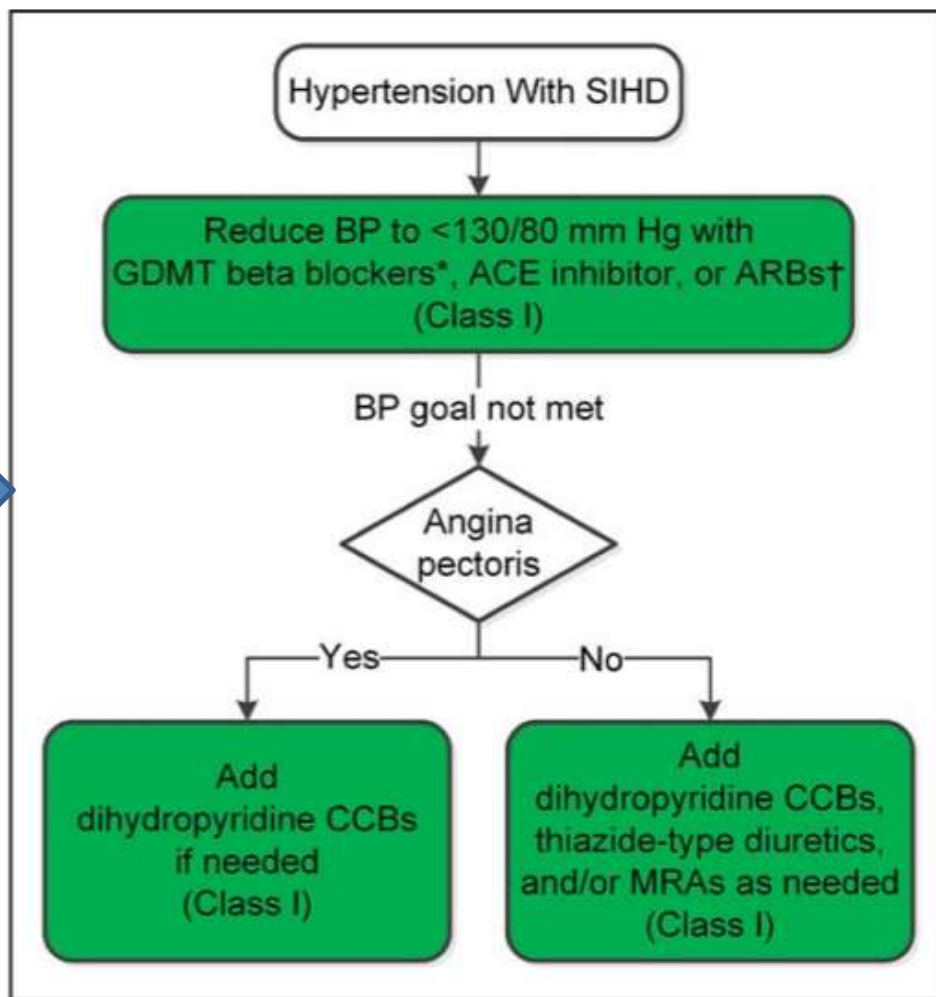 Hypertension With SIHD
Reduce BP to <130/80 mm Hg with
GDMT beta blockers*, ACE inhibitor, or ARBs†
(Class I)
BP goal not met
Angina
pectoris
Yes
No
Add
dihydropyridine CCBs
if needed
(Class I)
Add
dihydropyridine CCBs,
thiazide-type diuretics,
and/or MRAs as needed
(Class I)